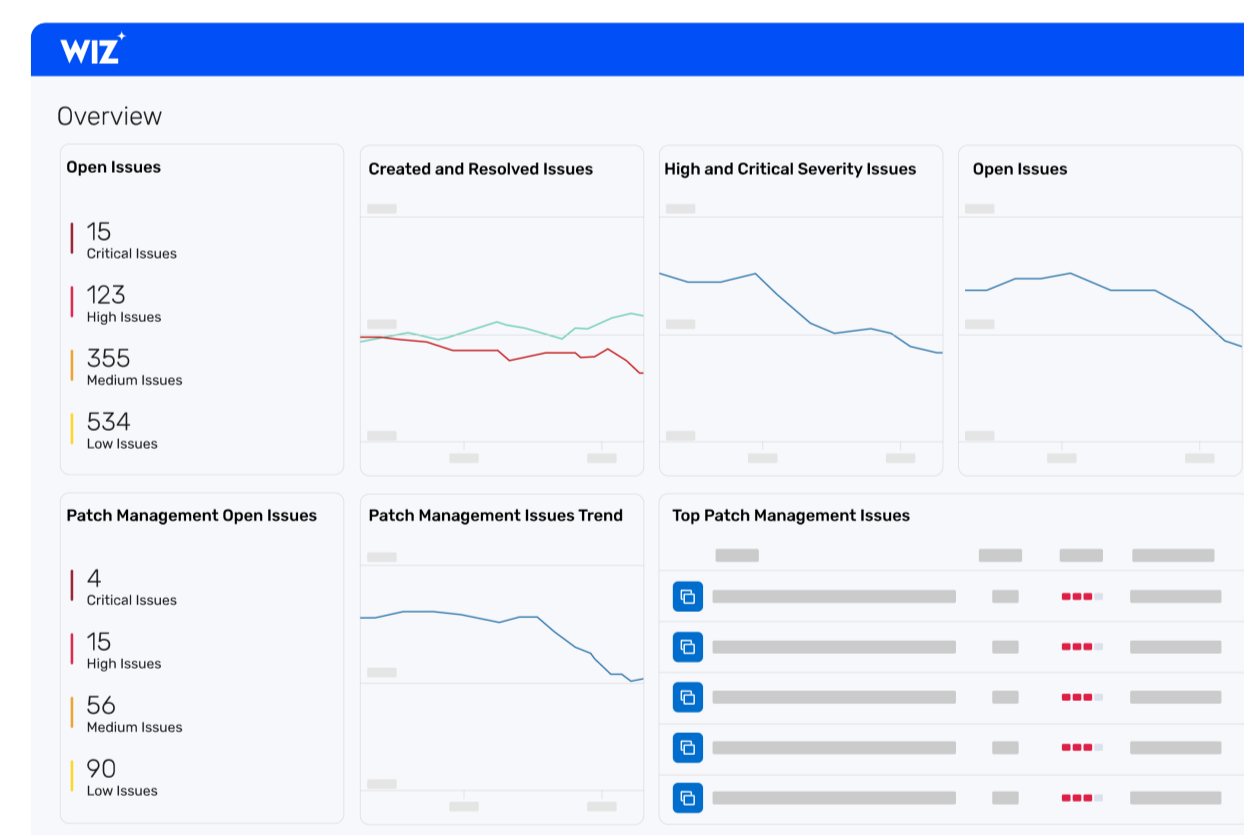 WIZ
Overview
Open Issues
15
Critical Issues
123
High Issues
355
Medium Issues
534
Low Issues
Created and Resolved Issues
High and Critical Severity Issues
Open Issues
Patch Management Open Issues
4
Critical Issues
15
High Issues
56
Medium Issues
90
Low Issues
Patch Management Issues Trend
Top Patch Management Issues